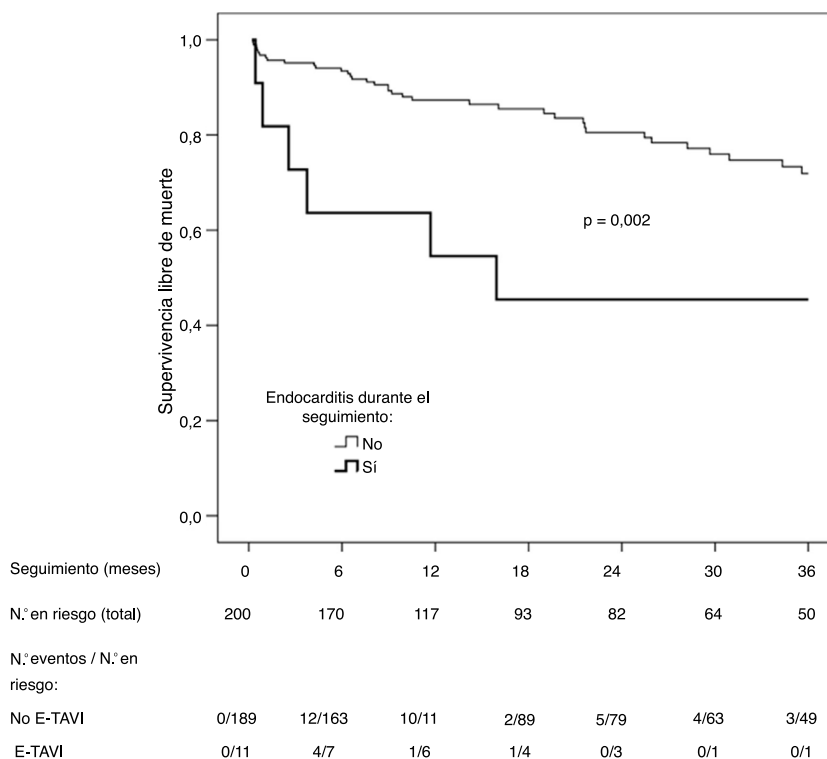 1,0
0,8
0,6
0,4
0,2
0,0
Supervivencia libre de muerte
p = 0,002
Endocarditis durante el
seguimiento:
No
Sí
Seguimiento (meses) 0 6 12 18 24 30 36
N.º en riesgo (total) 200 170 117 93 82 64 50
N.º eventos / N.º en
riesgo:
No E-TAVI 0/189 12/163 10/11 2/89 5/79 4/63 3/49
E-TAVI 0/11 4/7 1/6 1/4 0/3 0/1 0/1